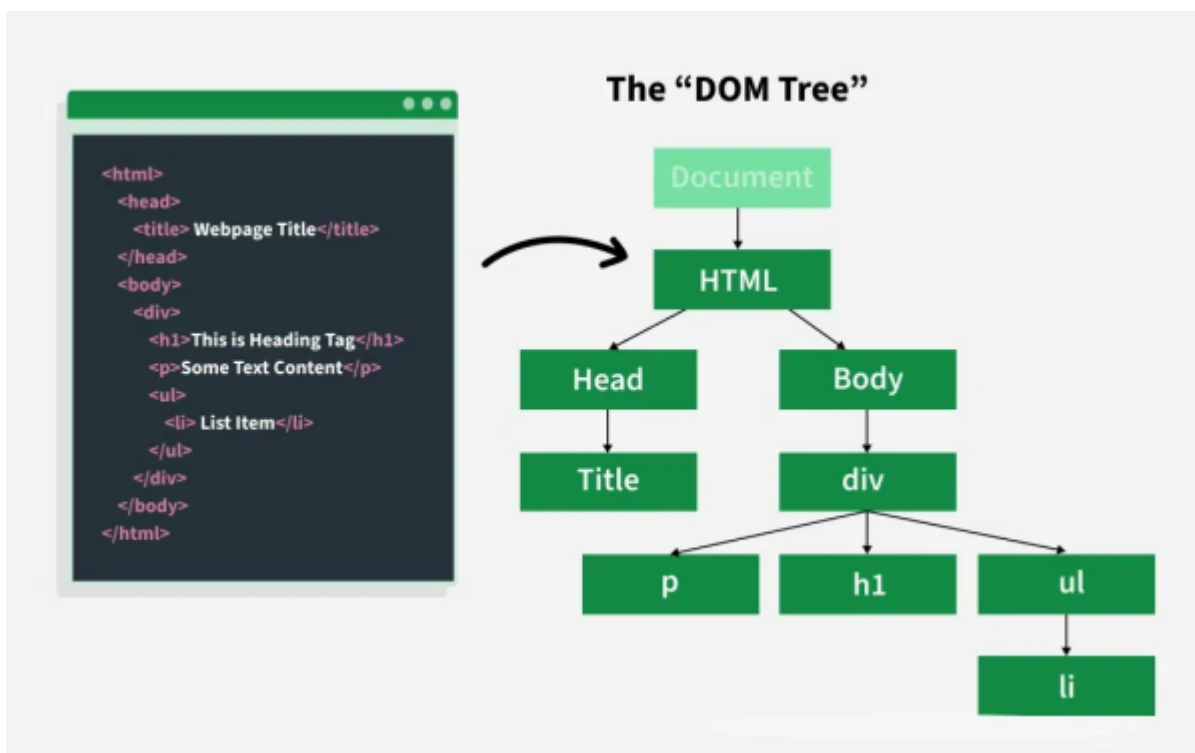 The “DOM Tree”
<html>
<head>
<title> Webpage Title</title>
</head>
<body>
<div>
<h1>This is Heading Tag</h1>
<p>Some Text Content</p>
<ul>
<li> List Item</li>
</ul>
</div>
</body>
</html>
Document
HTML
Head Body
Title div
p h1 ul
li